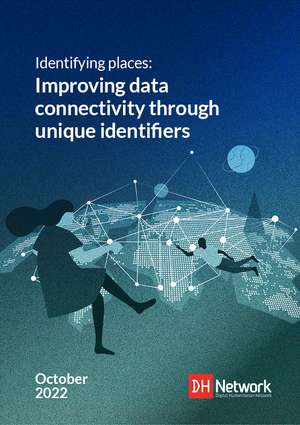 Identifying places:
Improving data
connectivity through
unique identifiers
October
2022
DH Network
Digital Humanitarian Network